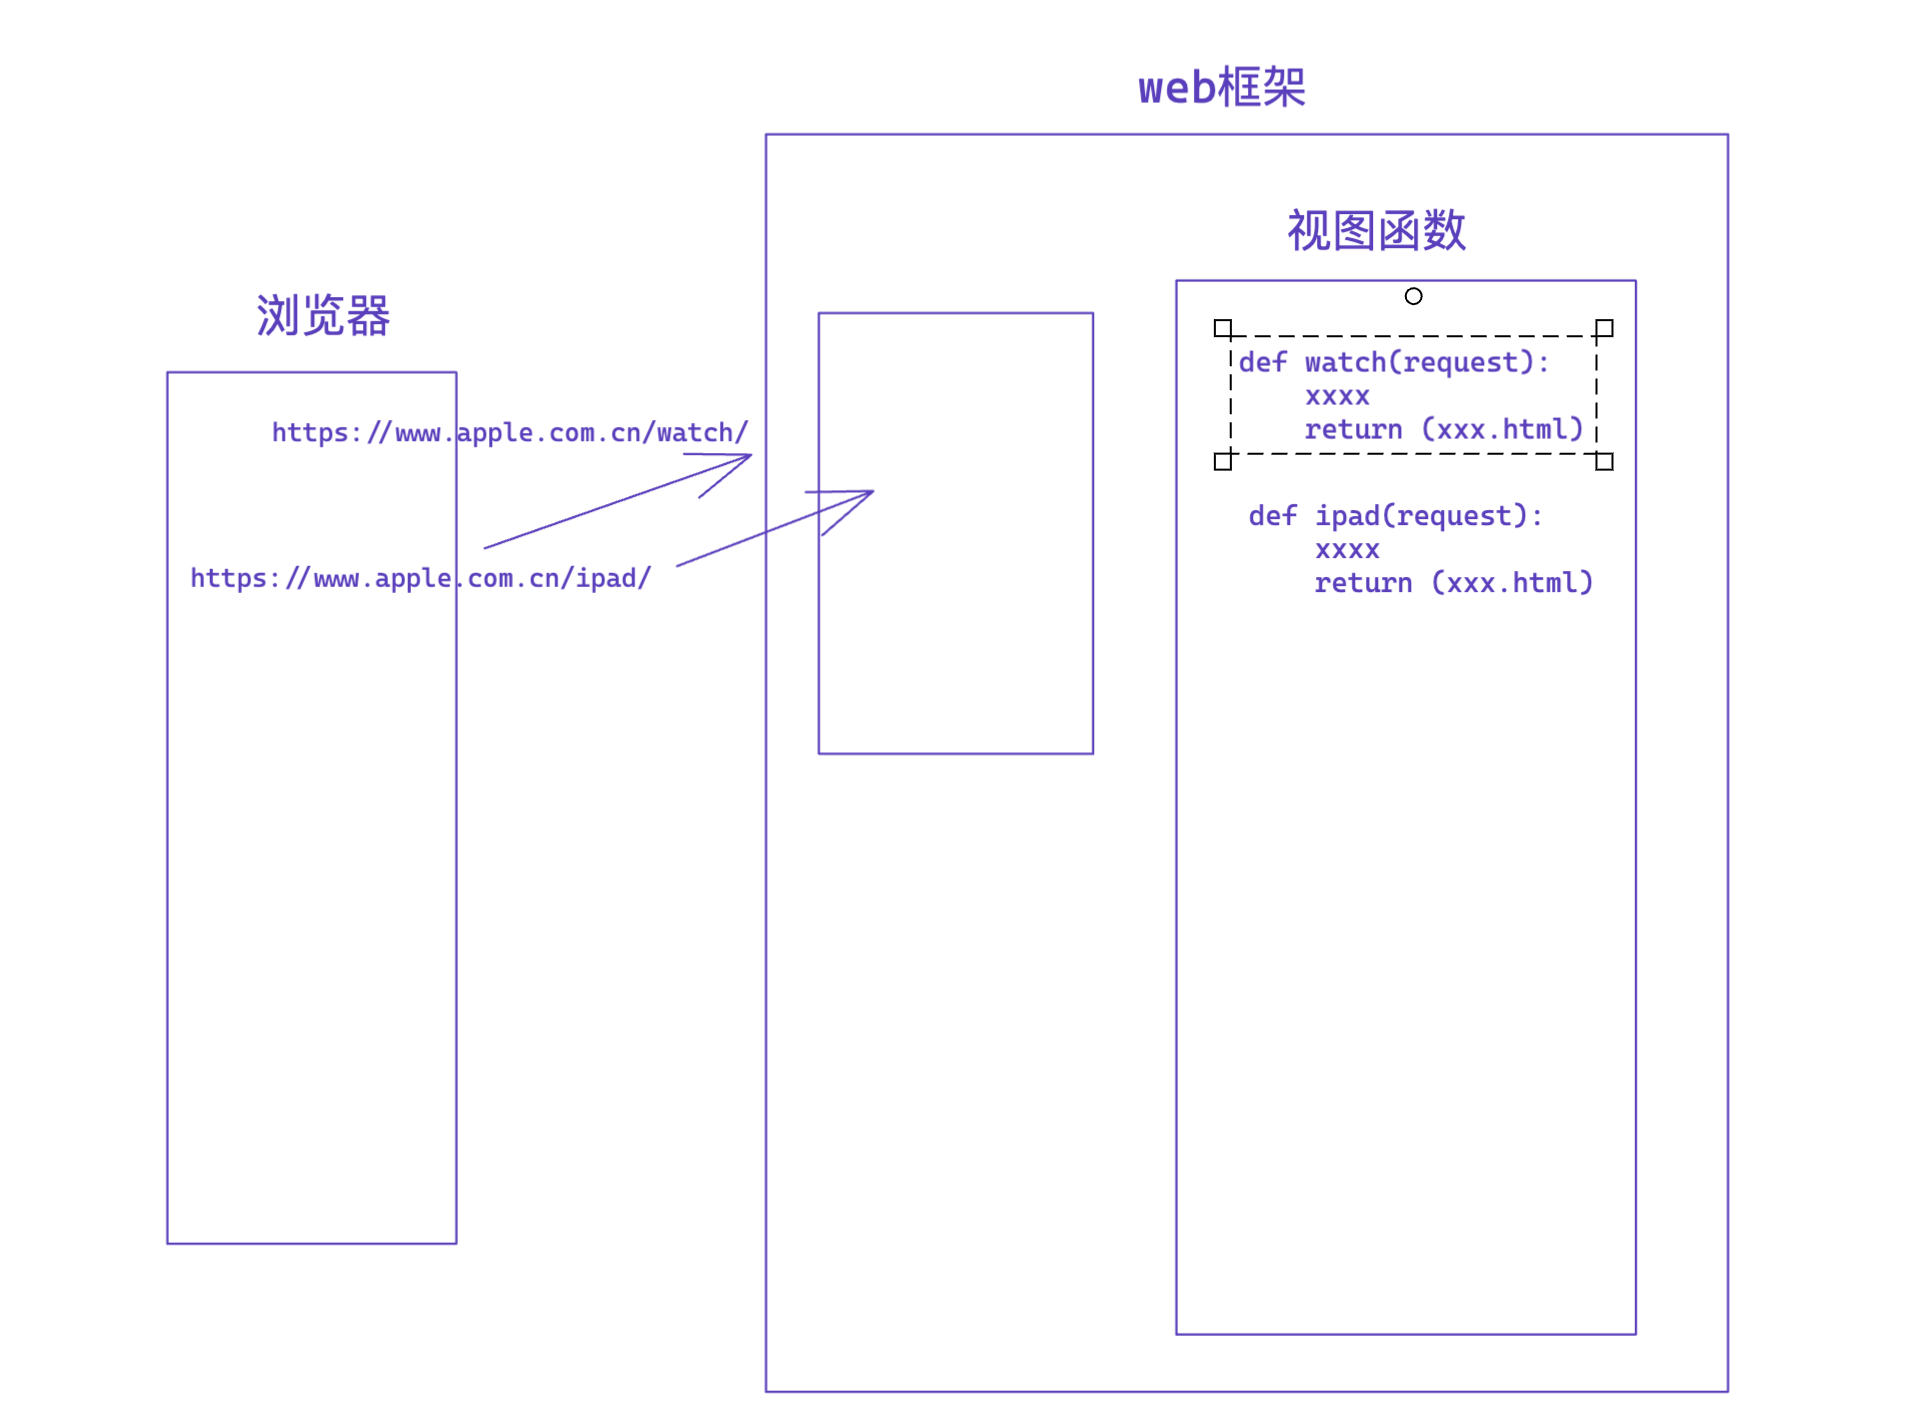 web框架
视图函数
浏览器
def watch(request):
xxxx
return (xxx.html)
https://www.apple.com.cn/watch/
def ipad(request):
xxxx
return (xxx.html)
https://www.apple.com.cn/ipad/